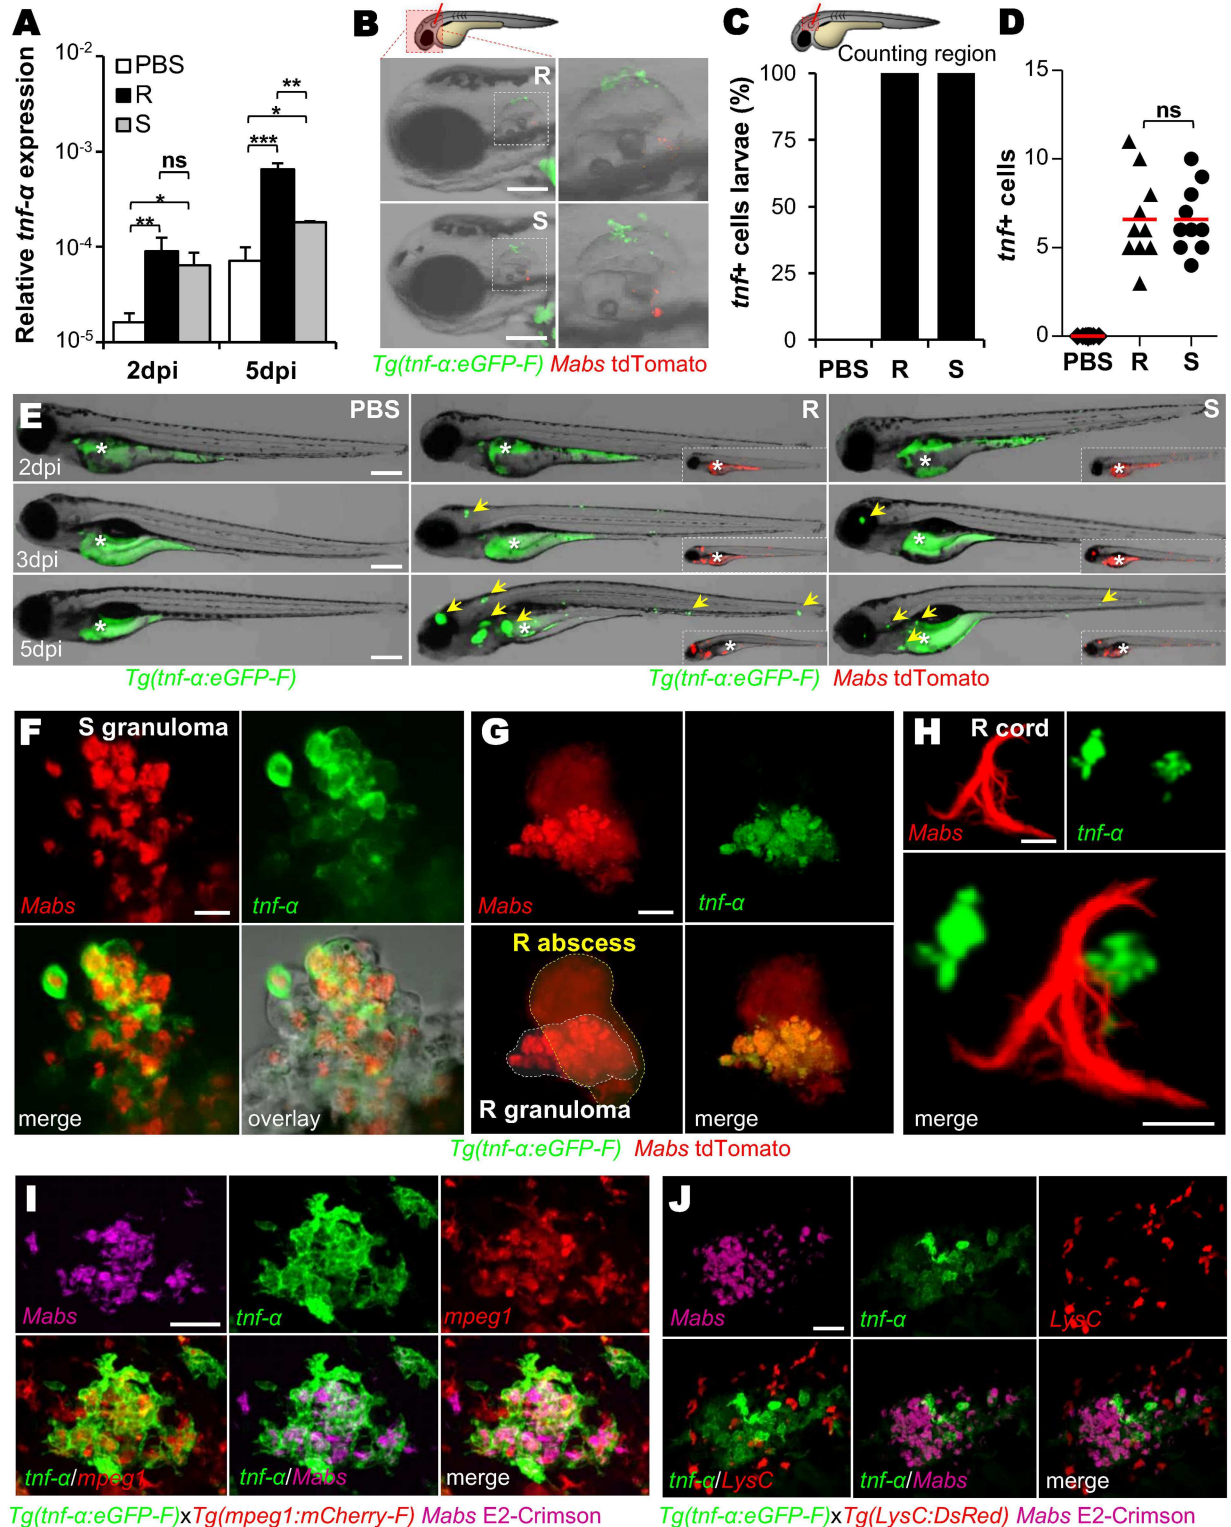 A
Relative tnf-α expression
10-2
10-3
10-4
10-5
PBS
R
S
**
*
ns
***
*
**
2dpi
5dpi
B
R
S
Tg(tnf-α:eGFP-F) Mabs tdTomato
C
Counting region
tnf+ cells larvae (%)
100
75
50
25
0
PBS R S
D
tnf+ cells
15
10
5
0
ns
PBS R S
E
PBS
R
S
2dpi
*
*
*
*
*
3dpi
*
*
*
*
*
5dpi
*
*
*
*
*
Tg(tnf-α:eGFP-F)
Tg(tnf-α:eGFP-F) Mabs tdTomato
F
S granuloma
Mabs
tnf-α
merge
overlay
G
Mabs
tnf-α
R abscess
R granuloma
merge
H
R cord
Mabs
tnf-α
merge
Tg(tnf-α:eGFP-F) Mabs tdTomato
I
Mabs
tnf-α
mpeg1
tnf-α/mpeg1
tnf-α/Mabs
merge
Tg(tnf-α:eGFP-F)xTg(mpeg1:mCherry-F) Mabs E2-Crimson
J
Mabs
tnf-α
LysC
tnf-α/LysC
tnf-α/Mabs
merge
Tg(tnf-α:eGFP-F)xTg(LysC:DsRed) Mabs E2-Crimson